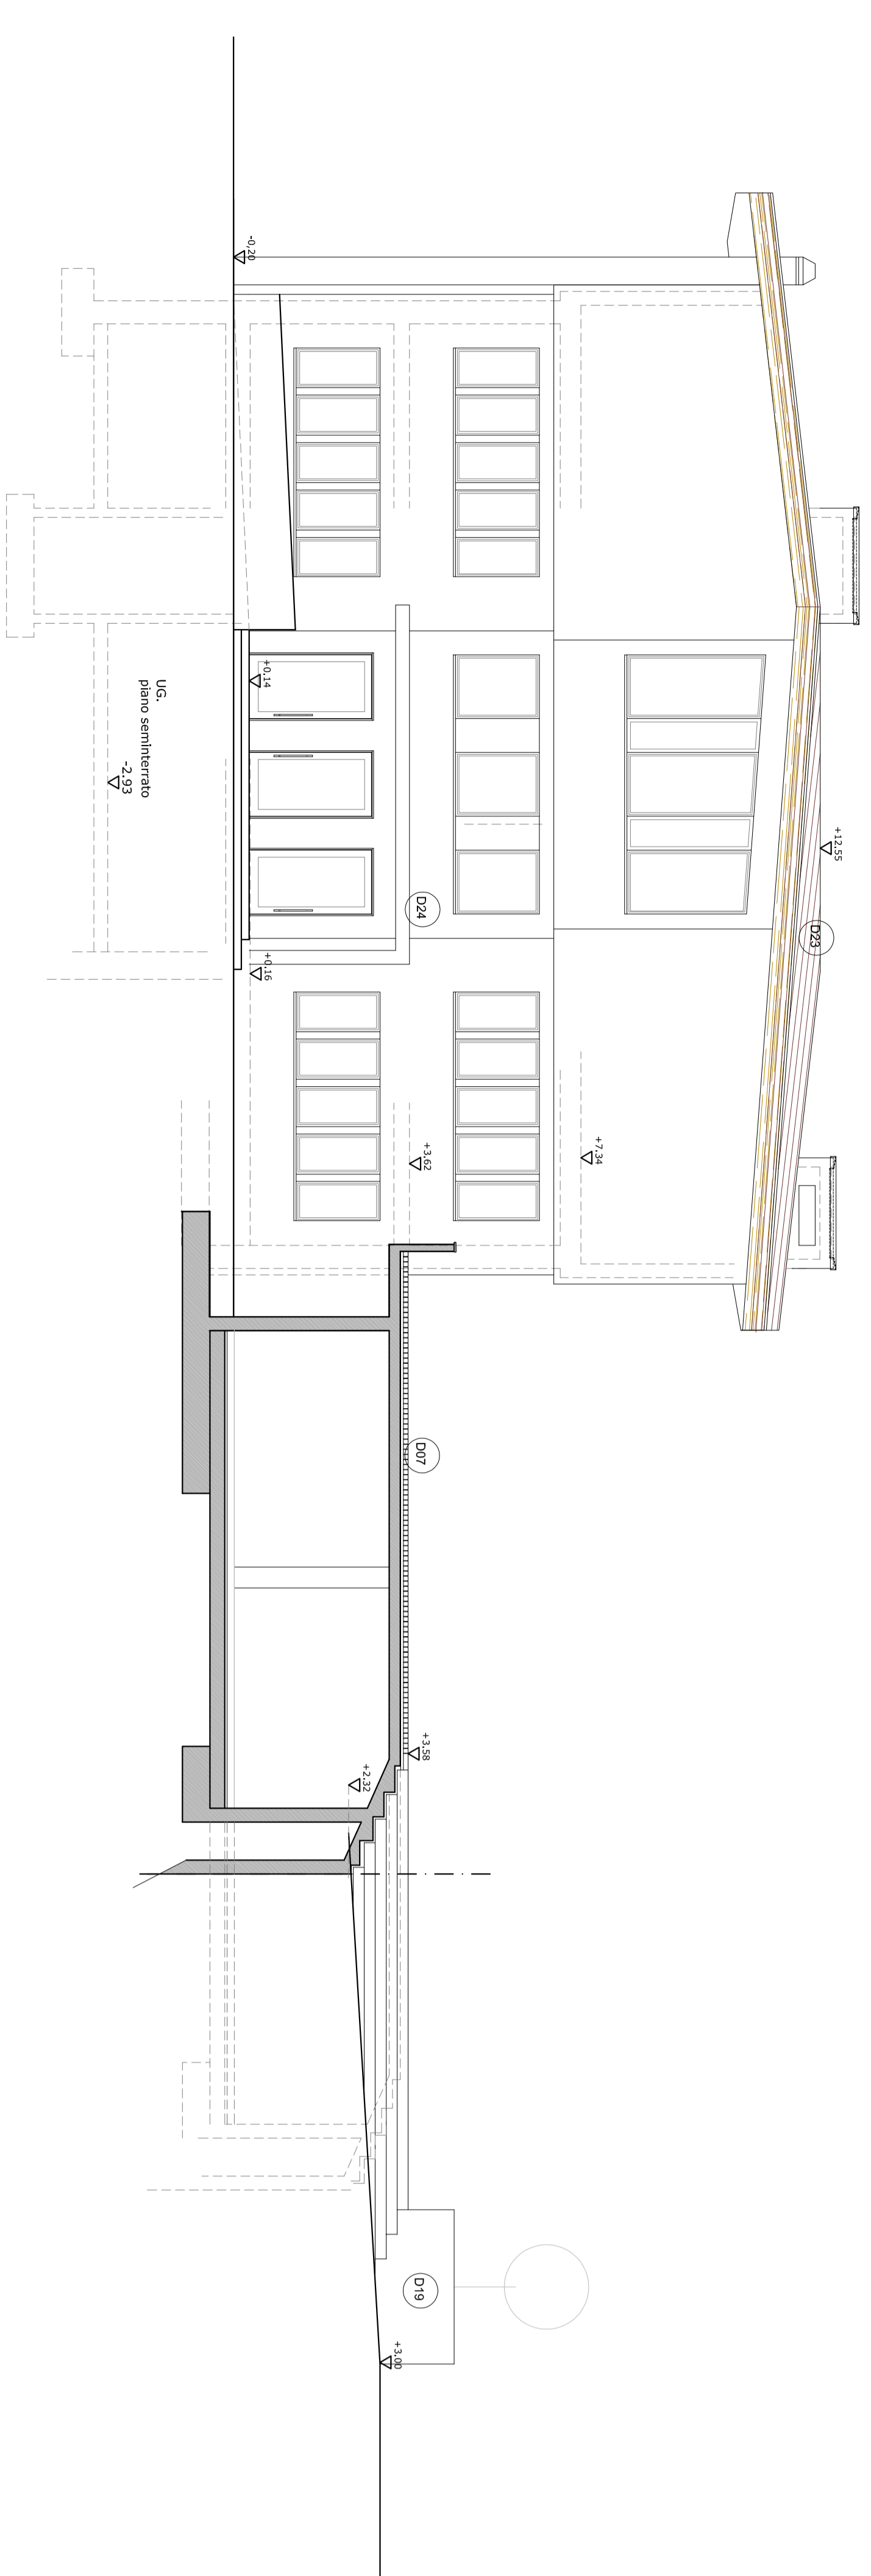 -0,20
+0,14
UG.
piano seminterrato
-2,93
+12,55
D24
D23
+0,16
+3,62
+7,34
D07
+3,58
+2,32
D19
+3,00